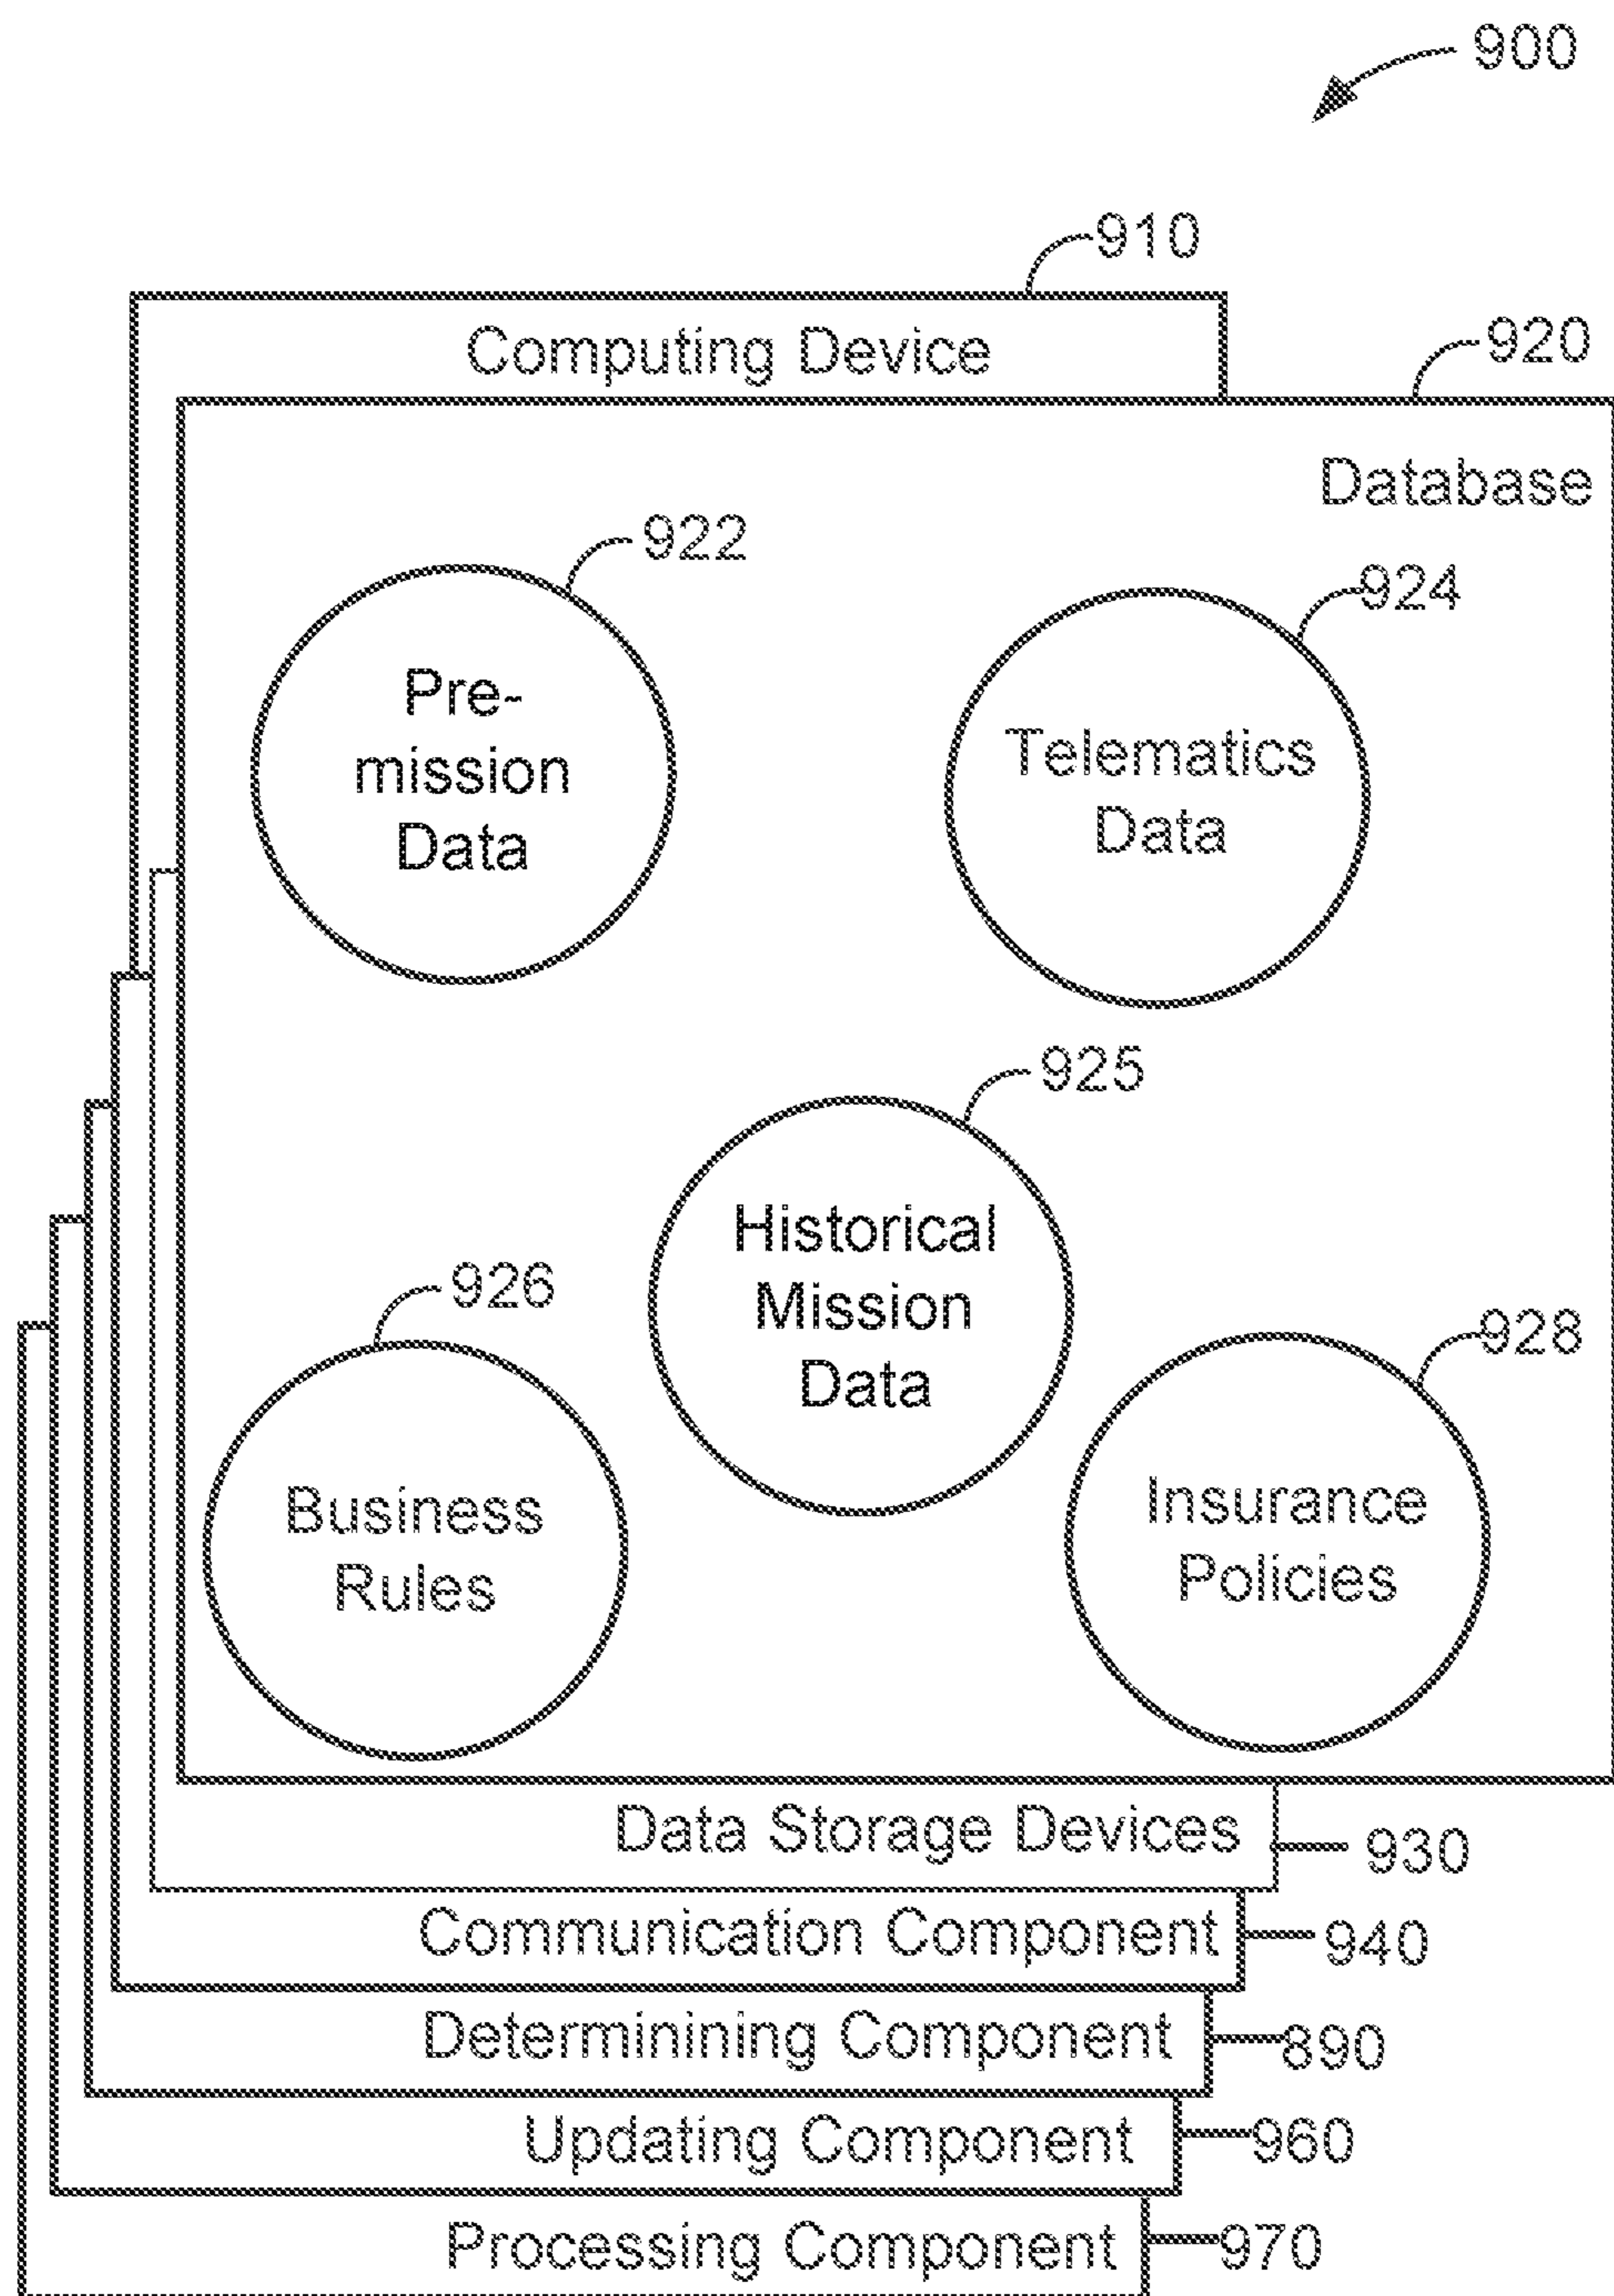 900
910
Computing Device
920
Database
922
924
Pre-
mission
Data
Telematics
Data
925
Historical
Mission
Data
926
928
Business
Rules
Insurance
Policies
Data Storage Devices
930
Communication Component
940
Determinining Component
890
Updating Component
960
Processing Component
970